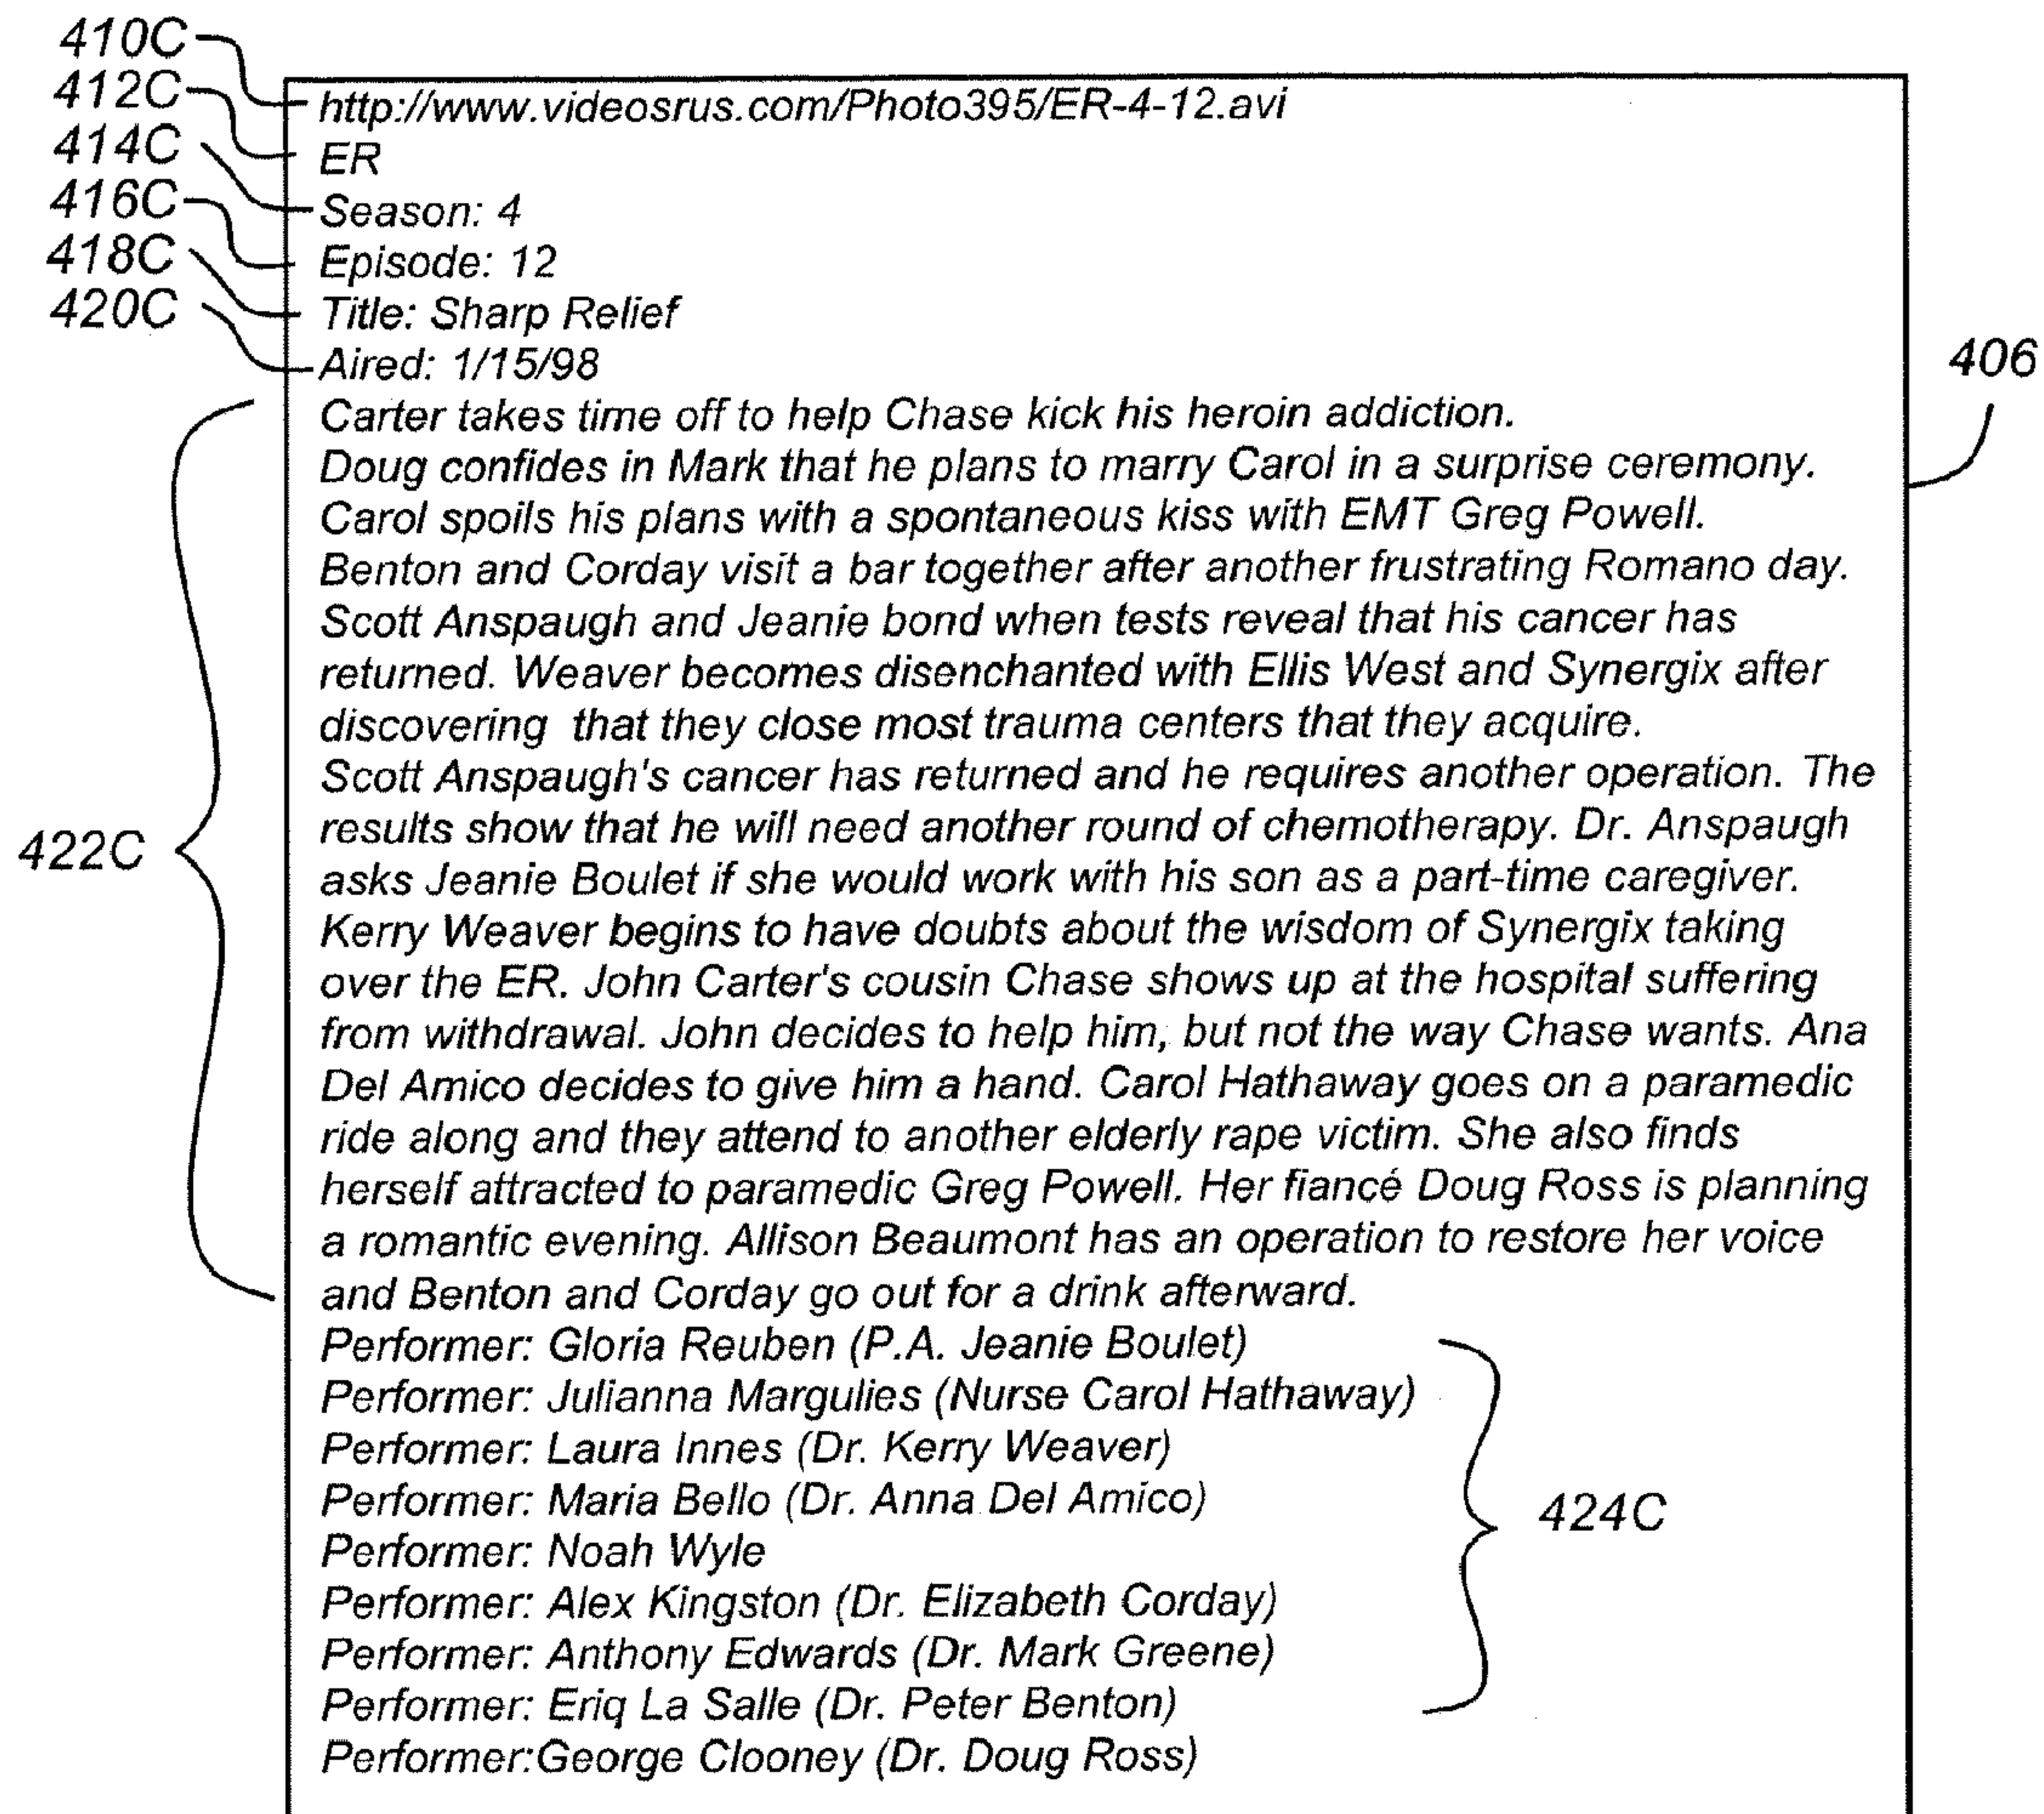 410C
412C
414C
416C
418C
420C
http://www.videosrus.com/Photo395/ER-4-12.avi
ER
Season: 4
Episode: 12
Title: Sharp Relief
Aired: 1/15/98
406
Carter takes time off to help Chase kick his heroin addiction.
Doug confides in Mark that he plans to marry Carol in a surprise ceremony.
Carol spoils his plans with a spontaneous kiss with EMT Greg Powell.
Benton and Corday visit a bar together after another frustrating Romano day.
Scott Anspaugh and Jeanie bond when tests reveal that his cancer has
returned. Weaver becomes disenchanted with Ellis West and Synergix after
discovering that they close most trauma centers that they acquire.
Scott Anspaugh's cancer has returned and he requires another operation. The
results show that he will need another round of chemotherapy. Dr. Anspaugh
422C
asks Jeanie Boulet if she would work with his son as a part-time caregiver.
Kerry Weaver begins to have doubts about the wisdom of Synergix taking
over the ER. John Carter's cousin Chase shows up at the hospital suffering
from withdrawal. John decides to help him, but not the way Chase wants. Ana
Del Amico decides to give him a hand. Carol Hathaway goes on a paramedic
ride along and they attend to another elderly rape victim. She also finds
herself attracted to paramedic Greg Powell. Her fiancé Doug Ross is planning
a romantic evening. Allison Beaumont has an operation to restore her voice
and Benton and Corday go out for a drink afterward.
Performer: Gloria Reuben (P.A. Jeanie Boulet)
Performer: Julianna Margulies (Nurse Carol Hathaway)
Performer: Laura Innes (Dr. Kerry Weaver)
Performer: Maria Bello (Dr. Anna Del Amico)
424C
Performer: Noah Wyle
Performer: Alex Kingston (Dr. Elizabeth Corday)
Performer: Anthony Edwards (Dr. Mark Greene)
Performer: Eriq La Salle (Dr. Peter Benton)
Performer:George Clooney (Dr. Doug Ross)